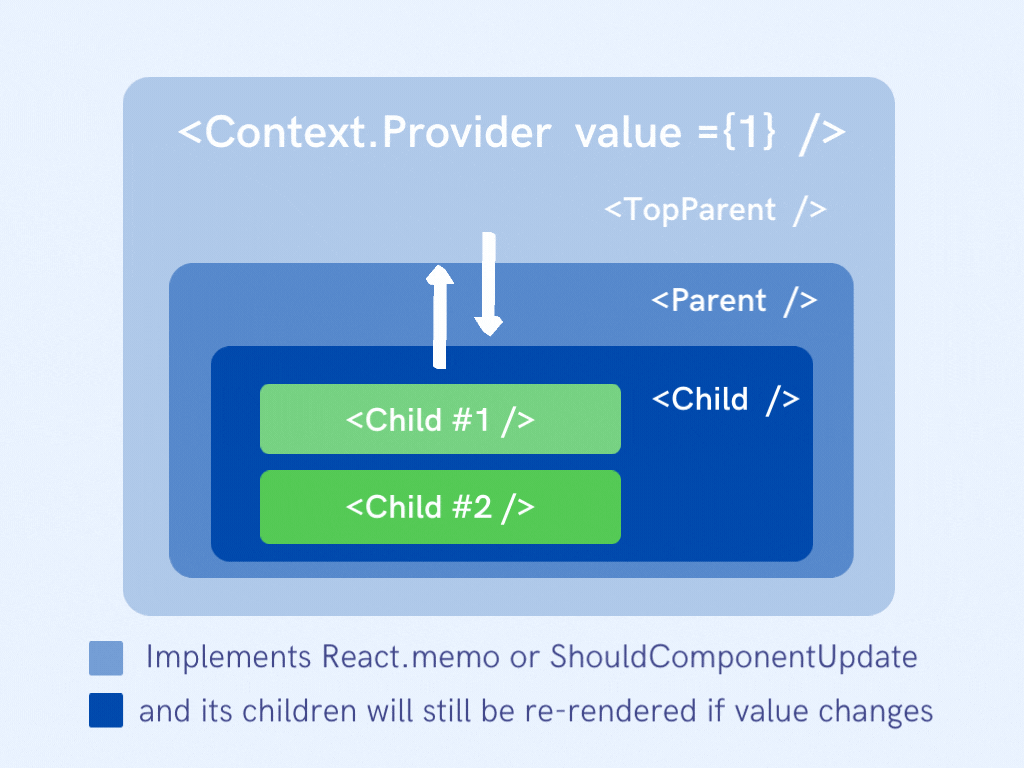 <Context.Provider value ={1} />
<TopParent />
<Parent />
<Child />
<Child #1 />
<Child #2 />
Implements React.memo or ShouldComponentUpdate
and its children will still be re-rendered if value changes